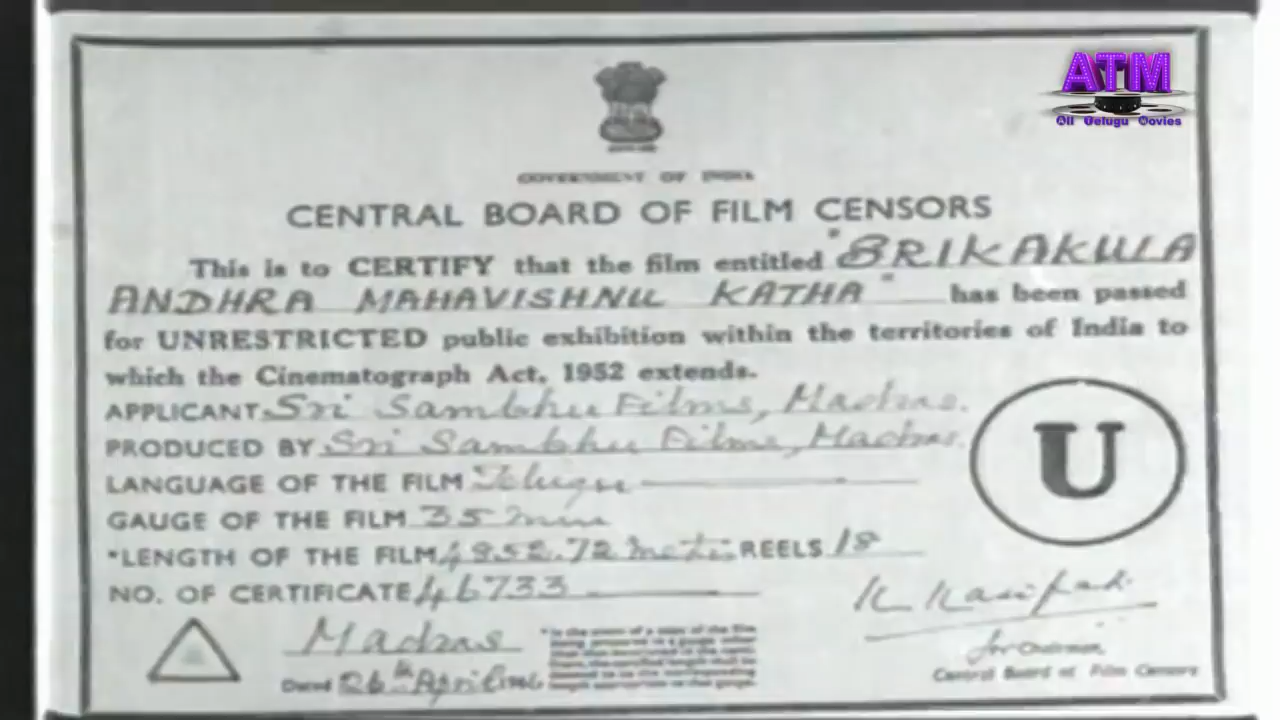 ATM
All Telugu Movies
GOVERNMENT OF INDIA
CENTRAL BOARD OF FILM CENSORS
This is to CERTIFY that the film entitled "SRIKAKULA
ANDHRA MAHAVISHNU KATHA" has been passed
for UNRESTRICTED public exhibition within the territories of India to
which the Cinematograph Act, 1952 extends.
APPLICANT Sri Sambhu Films, Madras.
PRODUCED BY Sri Sambhu Films, Madras.
LANGUAGE OF THE FILM Telugu
GAUGE OF THE FILM 35 mm
*LENGTH OF THE FILM 4952.72 REELS 18
NO. OF CERTIFICATE 46733
U
Madras
Dated 26th April
for Chairman,
Central Board of Film Censors